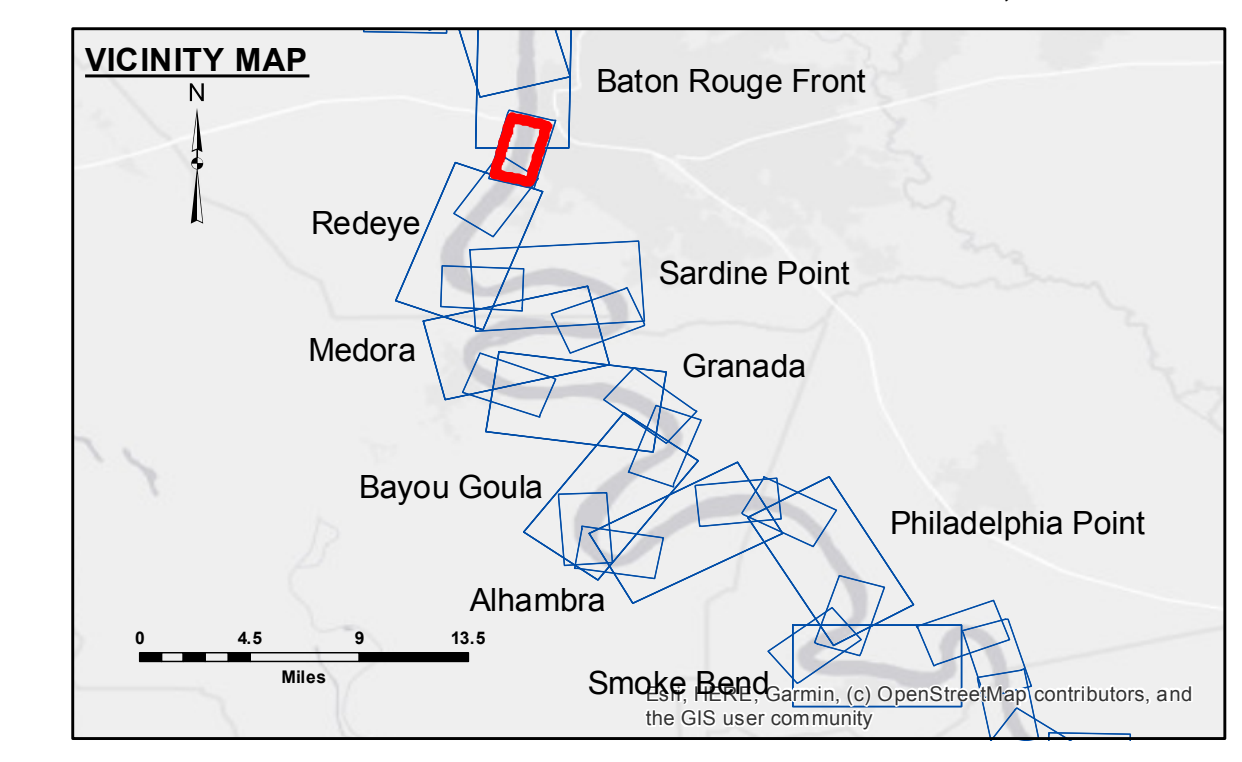 VICINITY MAP
N
Baton Rouge Front
Redeye
Sardine Point
Medora
Granada
Bayou Goula
Philadelphia Point
Alhambra
0 4.5 9 13.5
Miles
Smoke Bend
Esri, HERE, Garmin, (c) OpenStreetMap contributors, and
the GIS user community